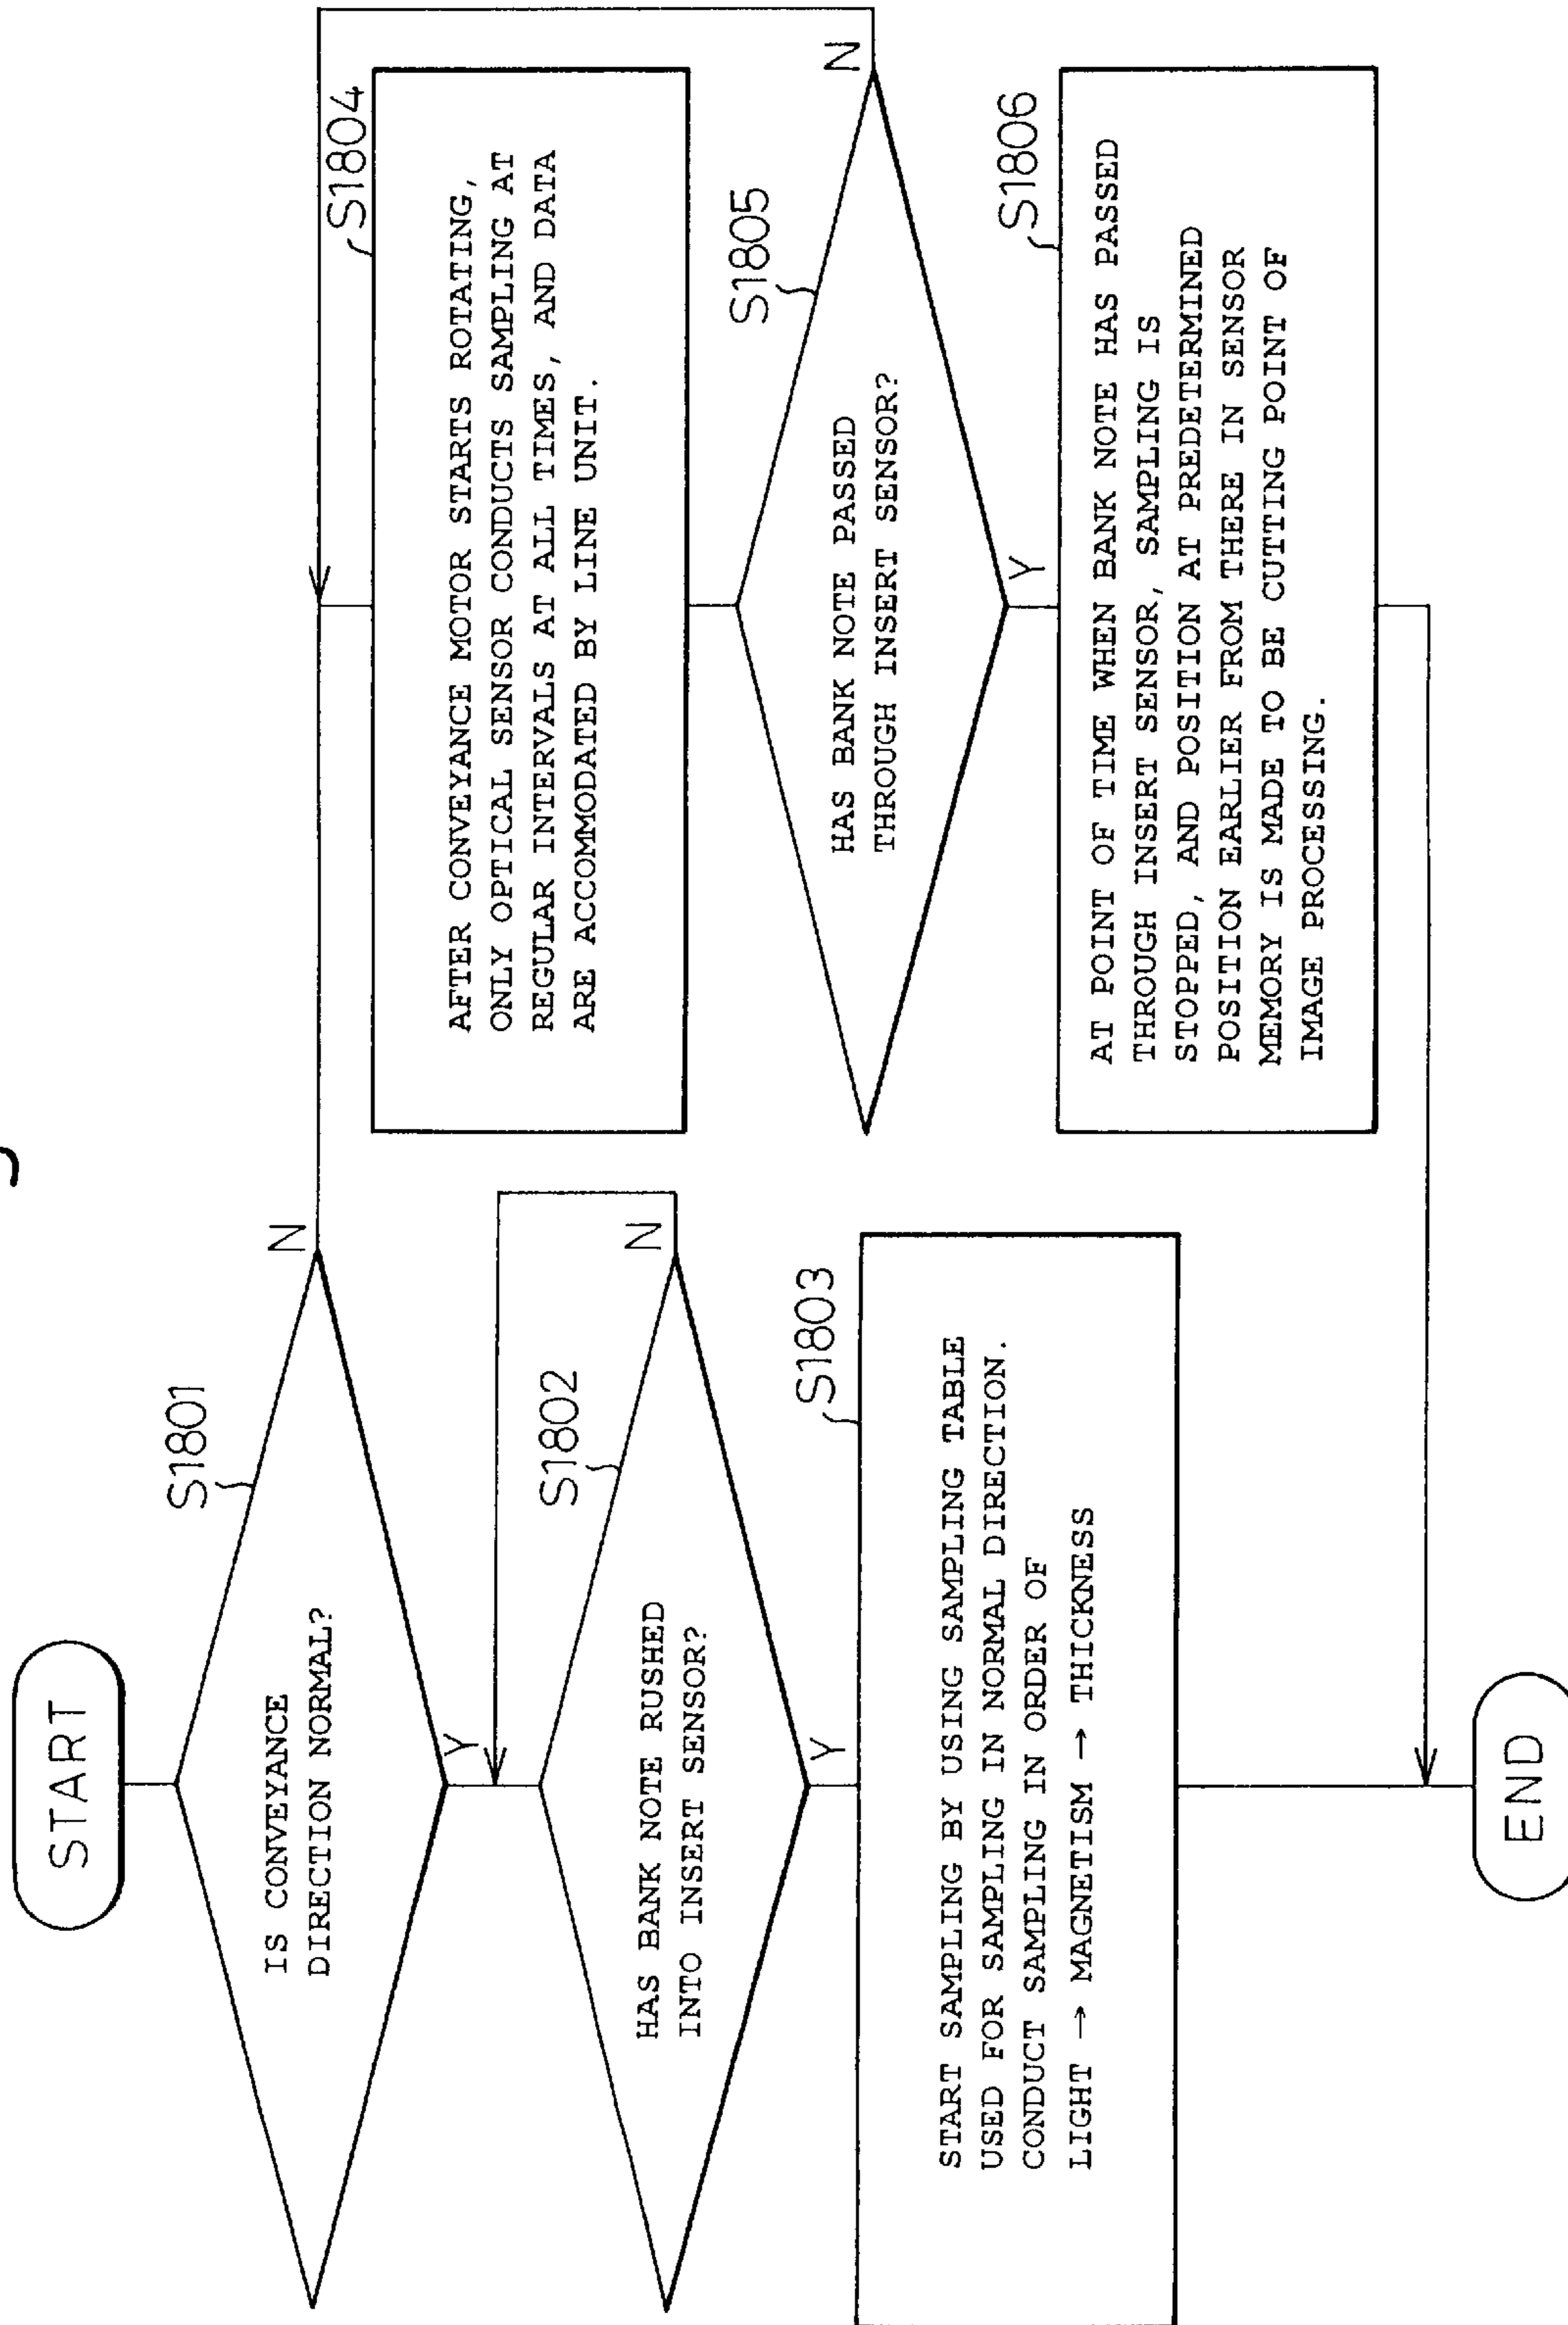 START
S1801
IS CONVEYANCE
DIRECTION NORMAL?
N
Y
S1802
HAS BANK NOTE RUSHED
INTO INSERT SENSOR?
N
Y
S1803
START SAMPLING BY USING SAMPLING TABLE
USED FOR SAMPLING IN NORMAL DIRECTION.
CONDUCT SAMPLING IN ORDER OF
LIGHT → MAGNETISM → THICKNESS
END
S1804
AFTER CONVEYANCE MOTOR STARTS ROTATING,
ONLY OPTICAL SENSOR CONDUCTS SAMPLING AT
REGULAR INTERVALS AT ALL TIMES, AND DATA
ARE ACCOMMODATED BY LINE UNIT.
S1805
HAS BANK NOTE PASSED
THROUGH INSERT SENSOR?
N
Y
S1806
AT POINT OF TIME WHEN BANK NOTE HAS PASSED
THROUGH INSERT SENSOR, SAMPLING IS
STOPPED, AND POSITION AT PREDETERMINED
POSITION EARLIER FROM THERE IN SENSOR
MEMORY IS MADE TO BE CUTTING POINT OF
IMAGE PROCESSING.